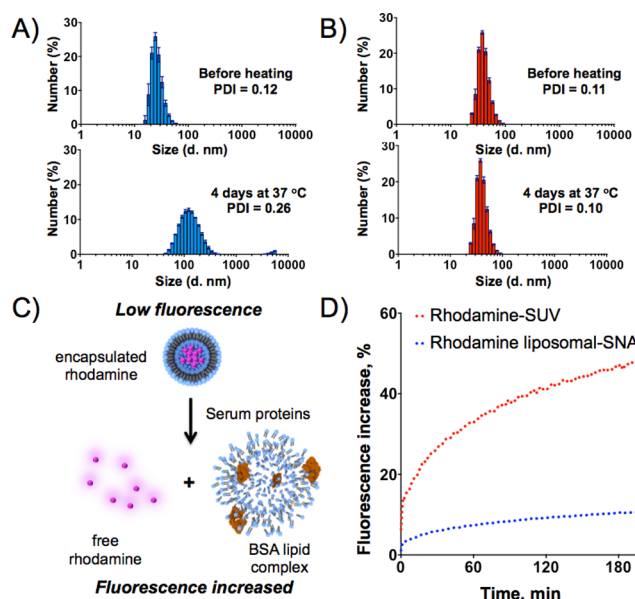 A)
30
20
10
0
Number (%)
Before heating
PDI = 0.12
1
10
100
1000
10000
Size (d. nm)
30
20
10
0
Number (%)
4 days at 37 °C
PDI = 0.26
1
10
100
1000
10000
Size (d. nm)
B)
30
20
10
0
Number (%)
Before heating
PDI = 0.11
1
10
100
1000
10000
Size (d. nm)
30
20
10
0
Number (%)
4 days at 37 °C
PDI = 0.10
1
10
100
1000
10000
Size (d. nm)
C)
Low fluorescence
encapsulated
rhodamine
Serum proteins
+
free
rhodamine
BSA lipid
complex
Fluorescence increased
D)
60
40
20
0
Fluorescence increase, %
Rhodamine-SUV
Rhodamine liposomal-SNA
0
60
120
180
Time, min